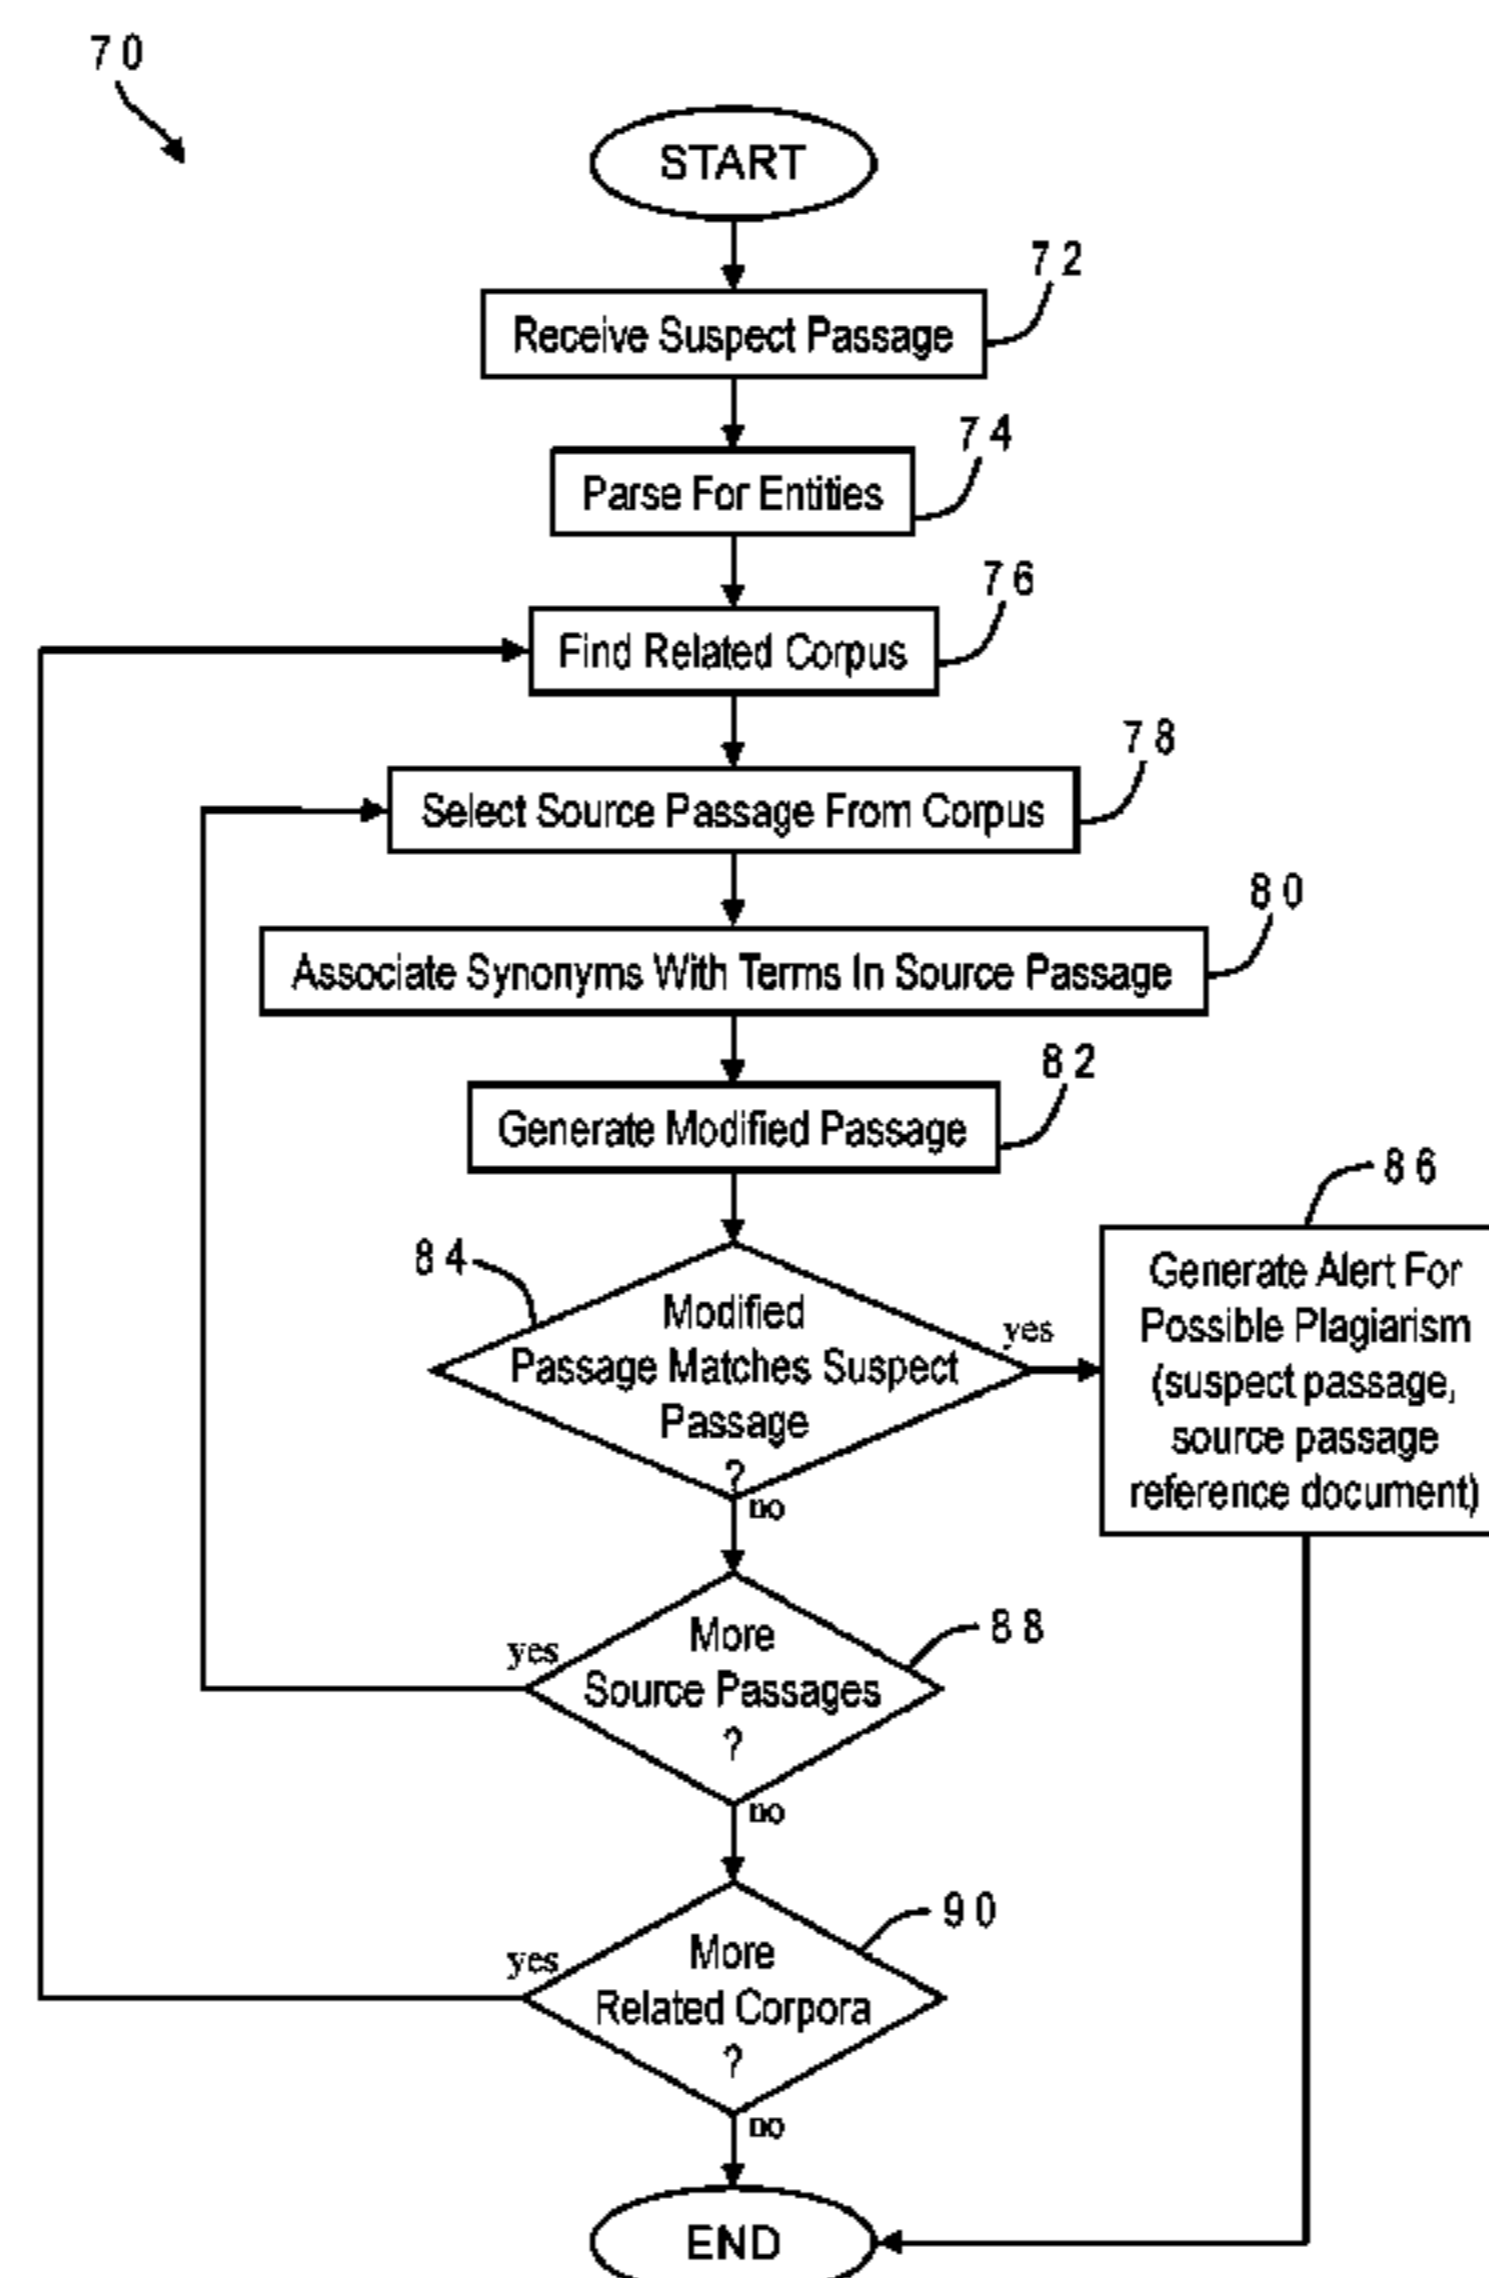 70
START
72
Receive Suspect Passage
74
Parse For Entities
76
Find Related Corpus
78
Select Source Passage From Corpus
80
Associate Synonyms With Terms In Source Passage
82
Generate Modified Passage
84
Modified
Passage Matches Suspect
Passage
?
yes
no
86
Generate Alert For
Possible Plagiarism
(suspect passage,
source passage
reference document)
88
More
Source Passages
?
yes
no
90
More
Related Corpora
?
yes
no
END